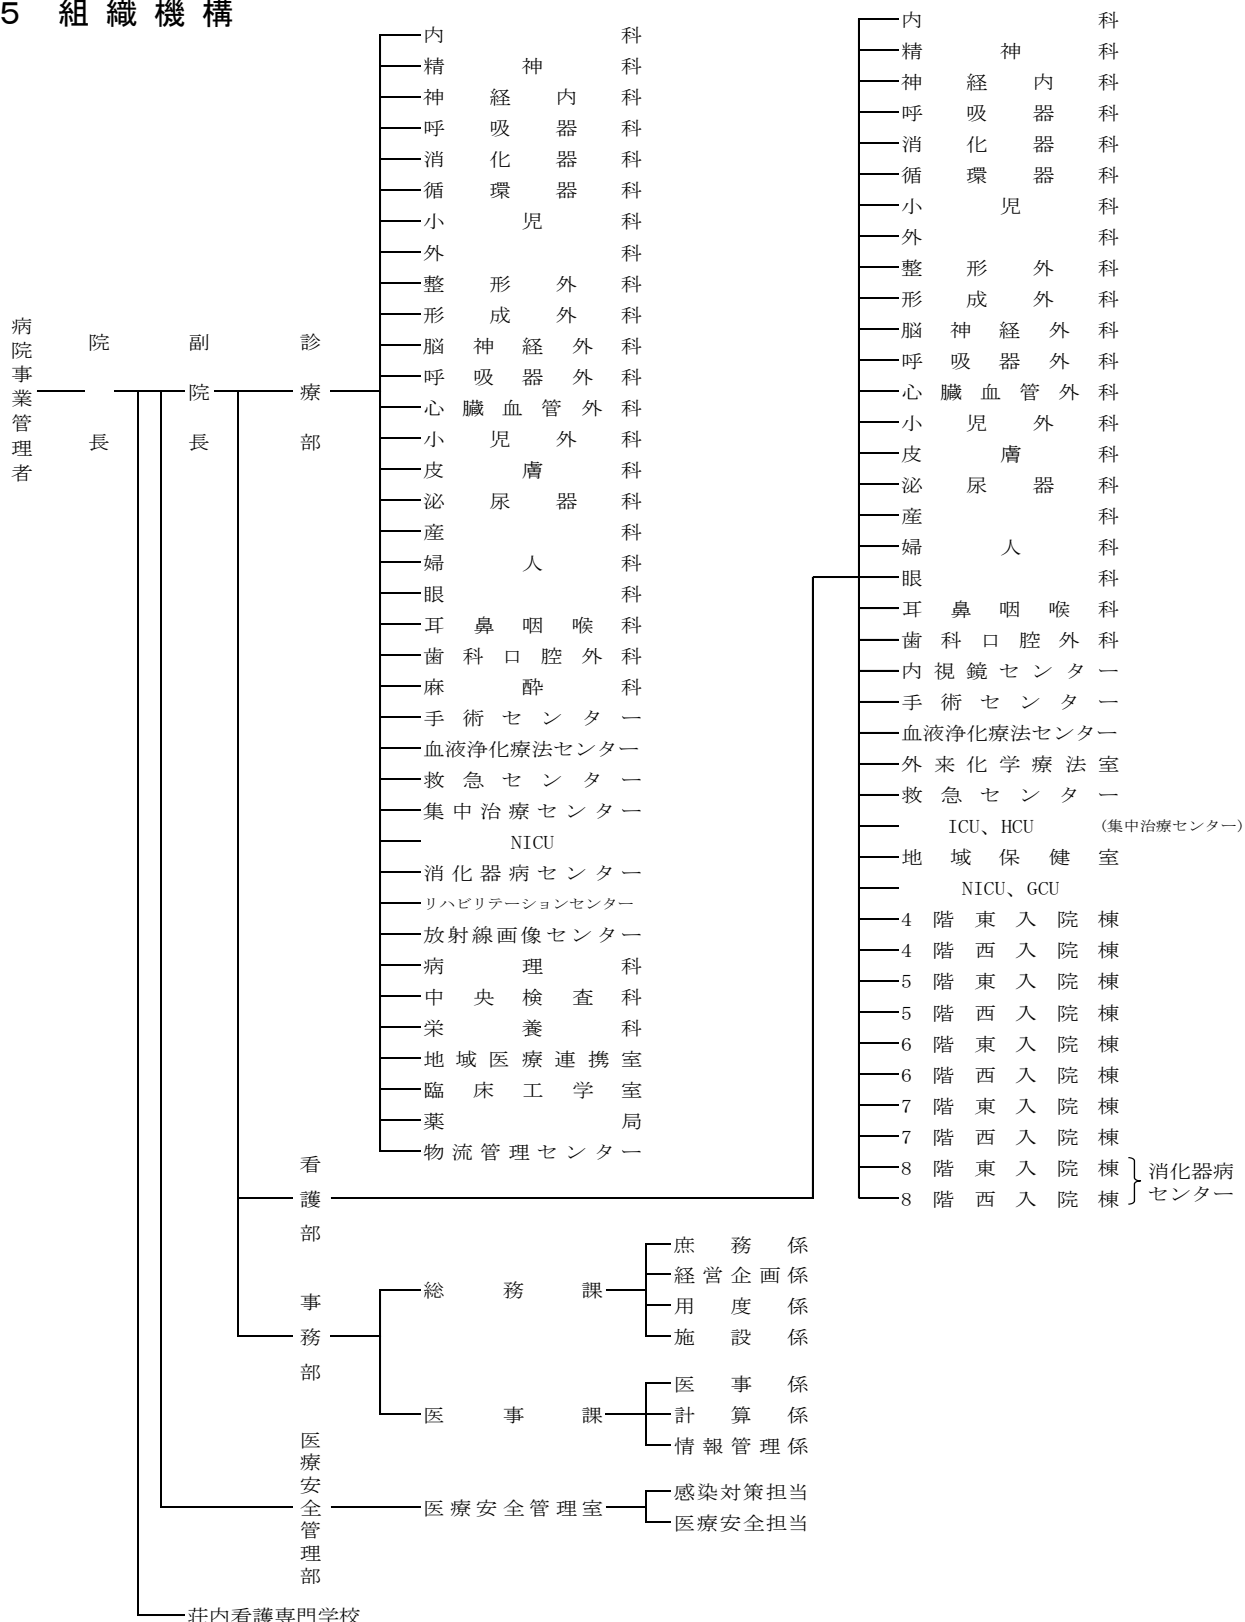 5 組織機構
病院事業管理者
院長
副院長
診療部
内科
精神科
神経内科
呼吸器科
消化器科
循環器科
小児科
外科
整形外科
形成外科
脳神経外科
呼吸器外科
心臓血管外科
小児外科
皮膚科
泌尿器科
産科
婦人科
眼科
耳鼻咽喉科
歯科口腔外科
麻酔科
手術センター
血液浄化療法センター
救急センター
集中治療センター
NICU
消化器病センター
リハビリテーションセンター
放射線画像センター
病理科
中央検査科
栄養科
地域医療連携室
臨床工学室
薬局
物流管理センター
看護部
内科
精神科
神経内科
呼吸器科
消化器科
循環器科
小児科
外科
整形外科
形成外科
脳神経外科
呼吸器外科
心臓血管外科
小児外科
皮膚科
泌尿器科
産科
婦人科
眼科
耳鼻咽喉科
歯科口腔外科
内視鏡センター
手術センター
血液浄化療法センター
外来化学療法室
救急センター
ICU、HCU (集中治療センター)
地域保健室
NICU、GCU
4階東入院棟
4階西入院棟
5階東入院棟
5階西入院棟
6階東入院棟
6階西入院棟
7階東入院棟
7階西入院棟
8階東入院棟
8階西入院棟
消化器病
センター
事務部
総務課
庶務係
経営企画係
用度係
施設係
医事課
医事係
計算係
情報管理係
医療安全管理部
医療安全管理室
感染対策担当
医療安全担当
荘内看護専門学校